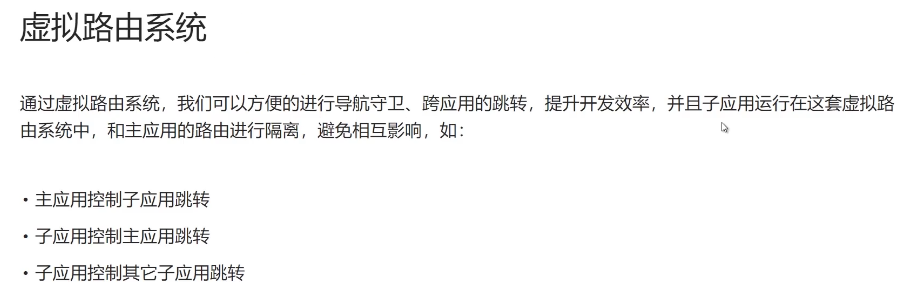 虚拟路由系统
通过虚拟路由系统，我们可以方便的进行导航守卫、跨应用的跳转，提升开发效率，并且子应用运行在这套虚拟路
由系统中，和主应用的路由进行隔离，避免相互影响，如：
• 主应用控制子应用跳转
• 子应用控制主应用跳转
• 子应用控制其它子应用跳转